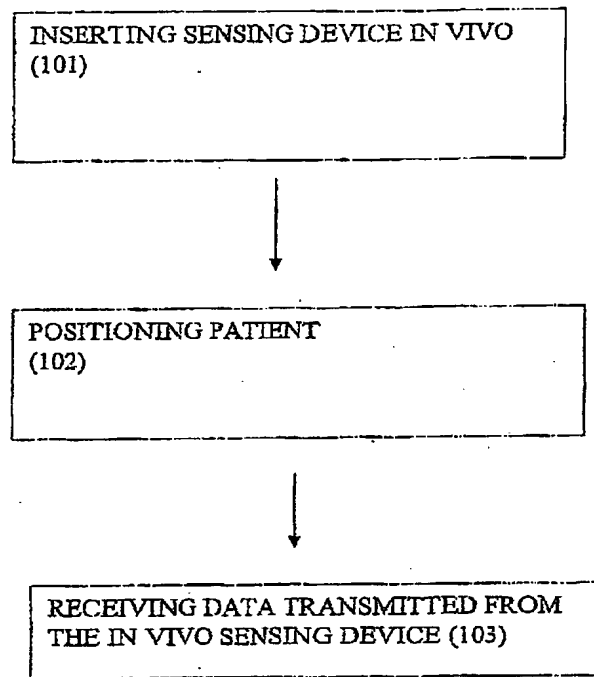 INSERTING SENSING DEVICE IN VIVO
(101)
POSITIONING PATIENT
(102)
RECEIVING DATA TRANSMITTED FROM
THE IN VIVO SENSING DEVICE (103)